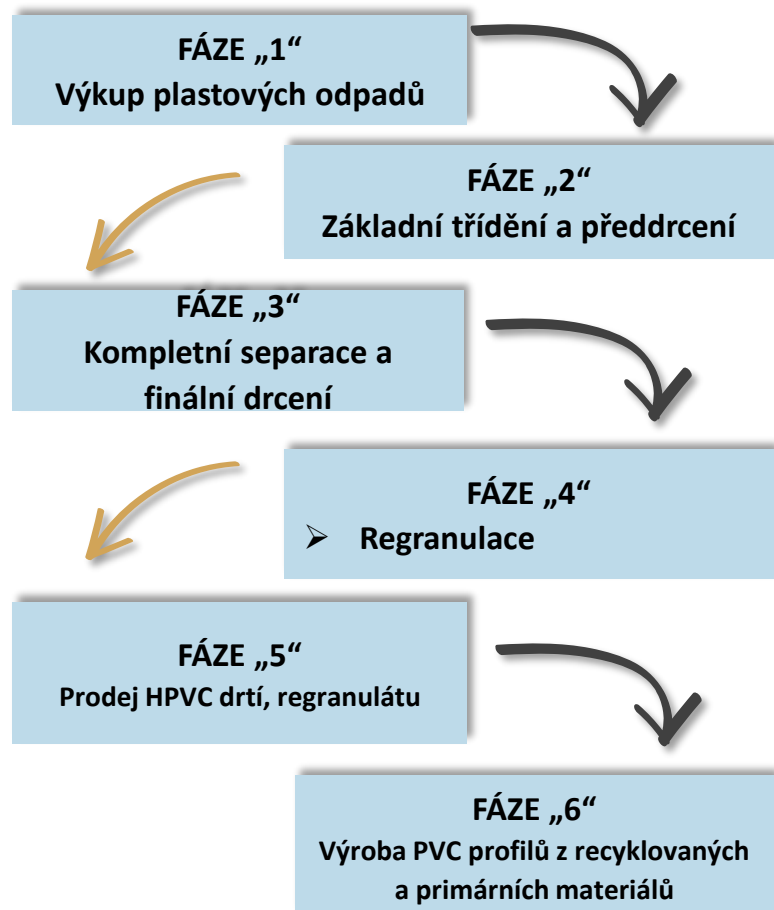 FÁZE „1“
Výkup plastových odpadů
FÁZE „2“
Základní třídění a předdrcení
FÁZE „3“
Kompletní separace a
finální drcení
FÁZE „4“
➢ Regranulace
FÁZE „5“
Prodej HPVC drtí, regranulátu
FÁZE „6“
Výroba PVC profilů z recyklovaných
a primárních materiálů